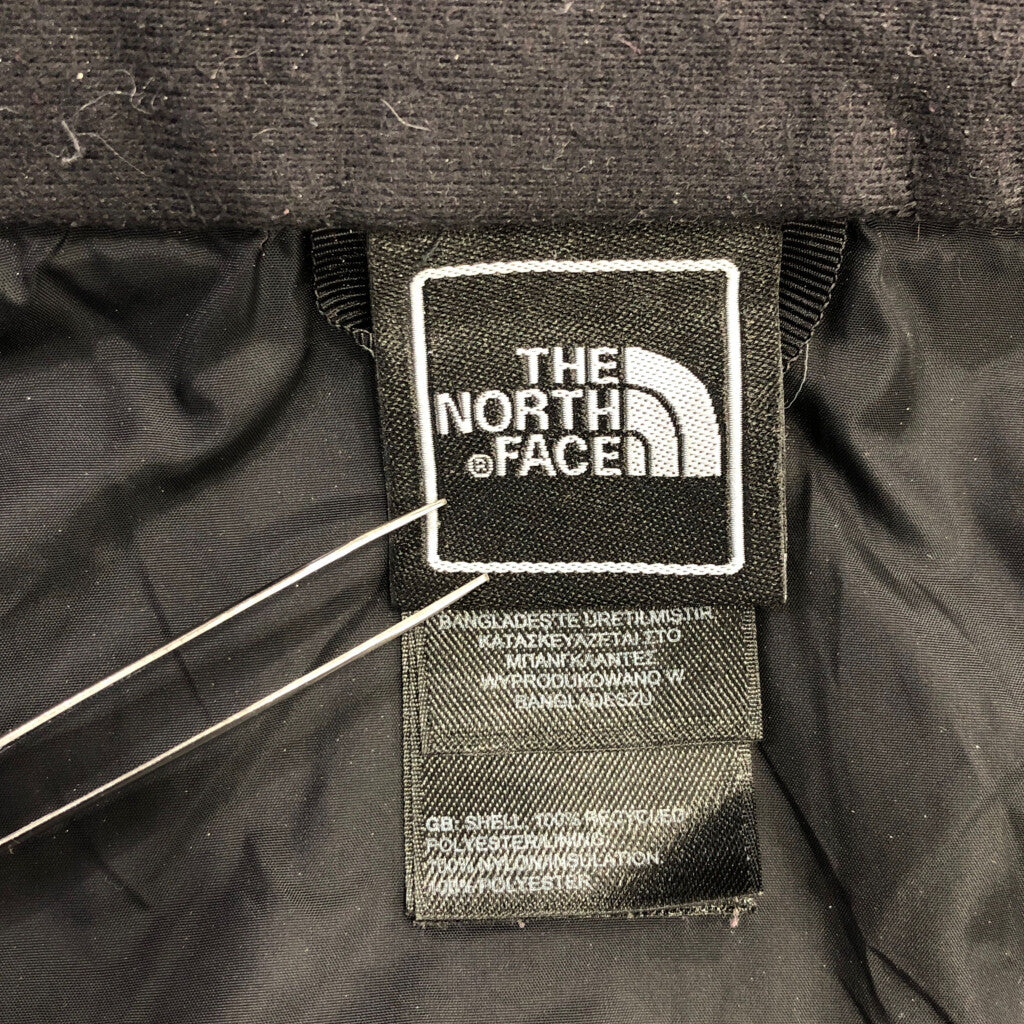 THE
NORTH
® FACE
BANGLADEŞ'TE ÜRETİLMİŞTİR.
ΚΑΤΑΣΚΕΥΑΖΕΤΑΙ ΣΤΟ
ΜΠΑΝΓΚΛΑΝΤΕΣ
WYPRODUKOWANO W
BANGLADESZU
GB: SHELL, 100% RECYCLED
POLYESTER/LINING
100% NYLON/INSULATION
100% POLYESTER